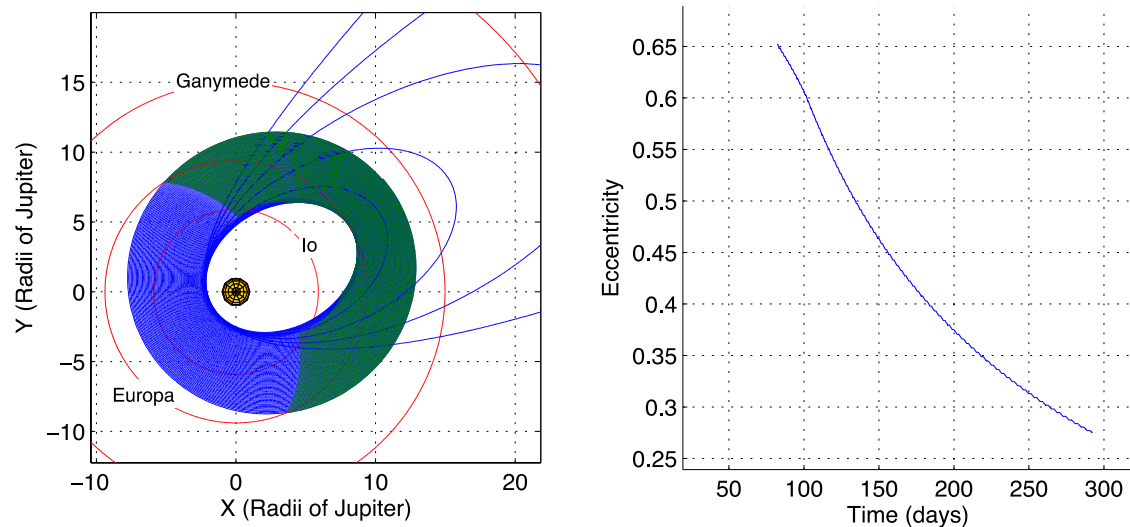 15
10
5
0
−5
−10
Y (Radii of Jupiter)
−10 0 10 20
X (Radii of Jupiter)
Ganymede
Io
Europa
0.65
0.6
0.55
0.5
0.45
0.4
0.35
0.3
0.25
Eccentricity
50 100 150 200 250 300
Time (days)